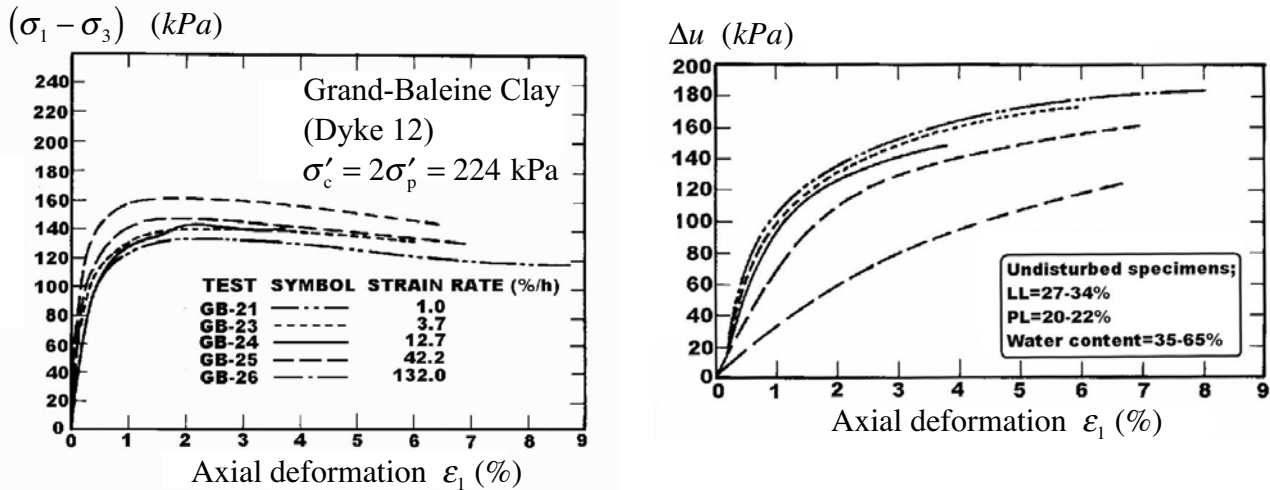 (σ₁ − σ₃) (kPa)
240
220
200
180
160
140
120
100
80
60
40
20
0
0 1 2 3 4 5 6 7 8 9
Axial deformation ε₁ (%)
Grand-Baleine Clay
(Dyke 12)
σ′c = 2σ′p = 224 kPa
TEST SYMBOL STRAIN RATE (%/h)
GB-21 1.0
GB-23 3.7
GB-24 12.7
GB-25 42.2
GB-26 132.0
Δu (kPa)
200
180
160
140
120
100
80
60
40
20
0
0 1 2 3 4 5 6 7 8 9
Axial deformation ε₁ (%)
Undisturbed specimens;
LL=27-34%
PL=20-22%
Water content=35-65%